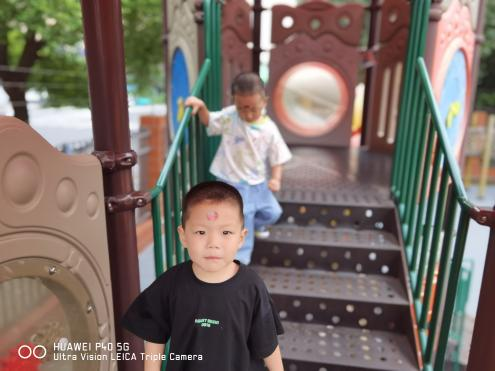 HUAWEI P40 5G
Ultra Vision LEICA Triple Camera